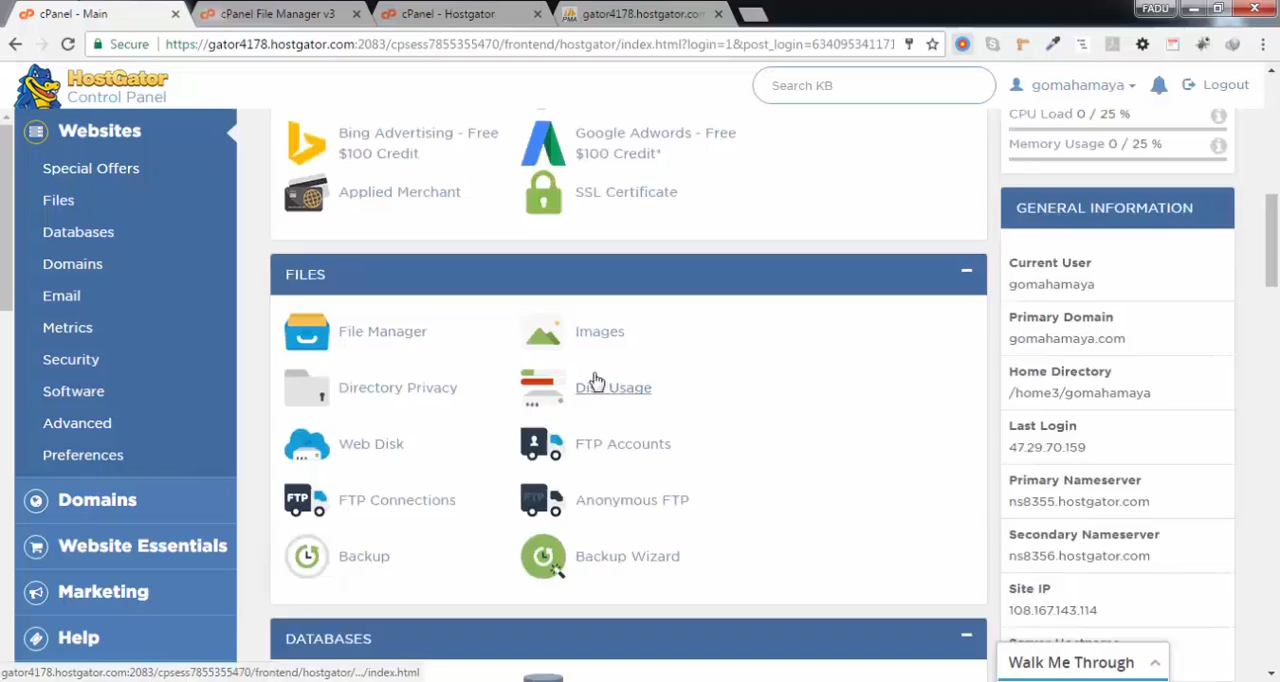 cPanel - Main
cPanel File Manager v3
cPanel - Hostgator
gator4178.hostgator.com
FADU
Secure
https://gator4178.hostgator.com:2083/cpsess7855355470/frontend/hostgator/index.html?login=1&post_login=634095341171
HostGator
Control Panel
Search KB
gomahamaya
Logout
Websites
Special Offers
Files
Databases
Domains
Email
Metrics
Security
Software
Advanced
Preferences
Domains
Website Essentials
Marketing
Help
Bing Advertising - Free
$100 Credit
Google Adwords - Free
$100 Credit*
Applied Merchant
SSL Certificate
FILES
File Manager
Images
Directory Privacy
Disk Usage
Web Disk
FTP Accounts
FTP
FTP Connections
FTP
Anonymous FTP
Backup
Backup Wizard
DATABASES
CPU Load 0 / 25 %
Memory Usage 0 / 25 %
GENERAL INFORMATION
Current User
gomahamaya
Primary Domain
gomahamaya.com
Home Directory
/home3/gomahamaya
Last Login
47.29.70.159
Primary Nameserver
ns8355.hostgator.com
Secondary Nameserver
ns8356.hostgator.com
Site IP
108.167.143.114
Walk Me Through
gator4178.hostgator.com:2083/cpsess7855355470/frontend/hostgator/.../index.html